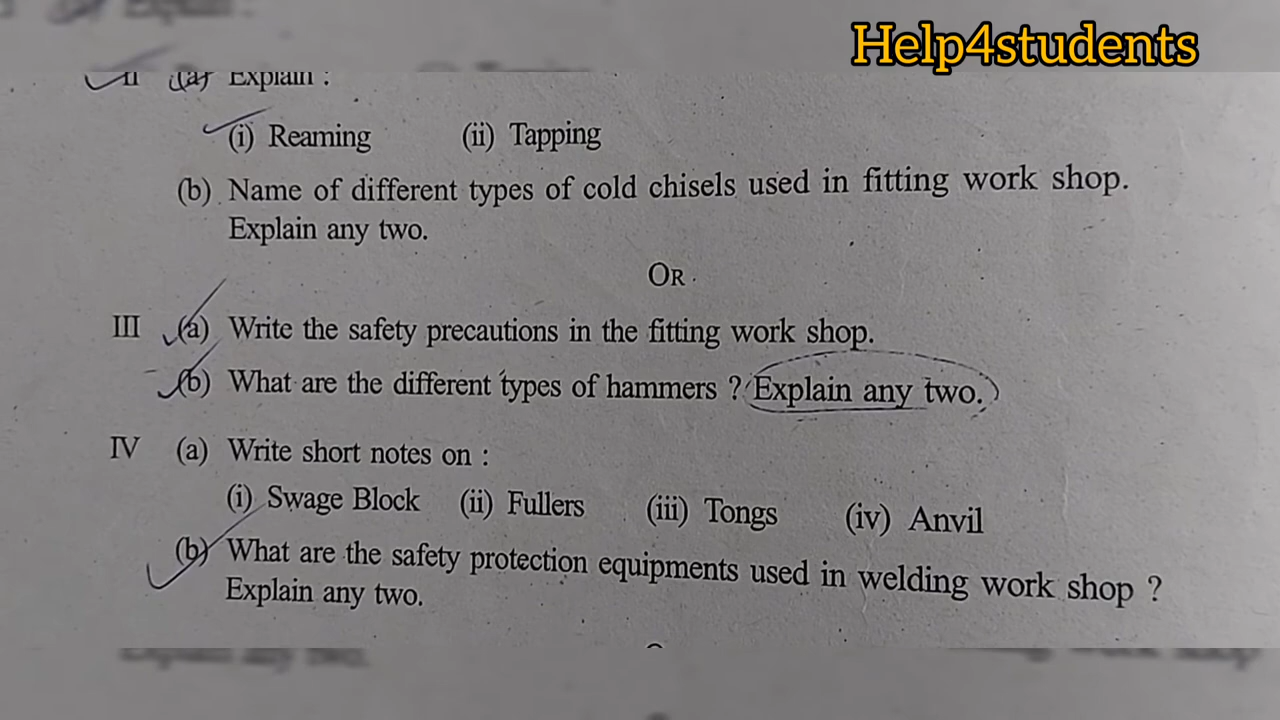 Help4students
II (a) Explain :
(i) Reaming (ii) Tapping
(b) Name of different types of cold chisels used in fitting work shop.
Explain any two.
OR
III (a) Write the safety precautions in the fitting work shop.
(b) What are the different types of hammers ? Explain any two.
IV (a) Write short notes on :
(i) Swage Block (ii) Fullers (iii) Tongs (iv) Anvil
(b) What are the safety protection equipments used in welding work shop ?
Explain any two.